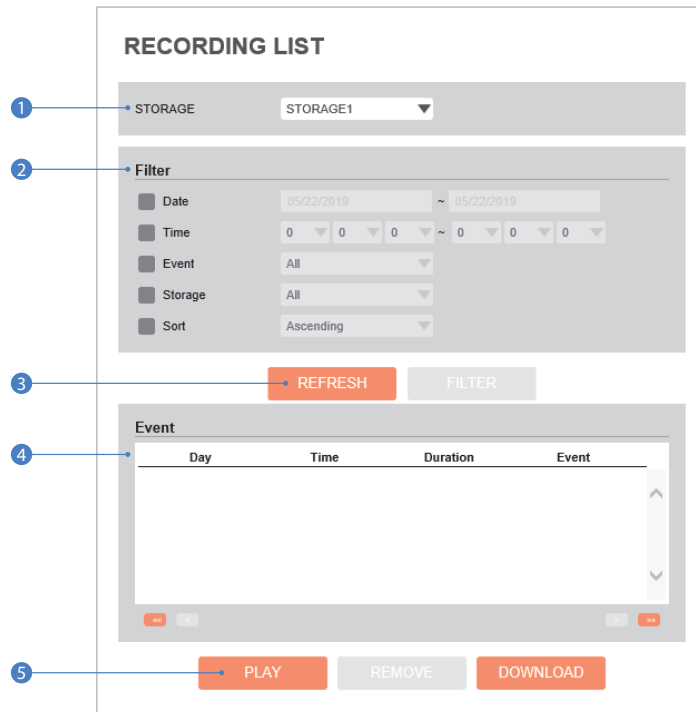 RECORDING LIST
1 STORAGE STORAGE1
2 Filter
Date 05/22/2019 ~ 05/22/2019
Time 0 0 0 ~ 0 0 0
Event All
Storage All
Sort Ascending
3 REFRESH FILTER
Event
4 Day Time Duration Event
<< < > >>
5 PLAY REMOVE DOWNLOAD